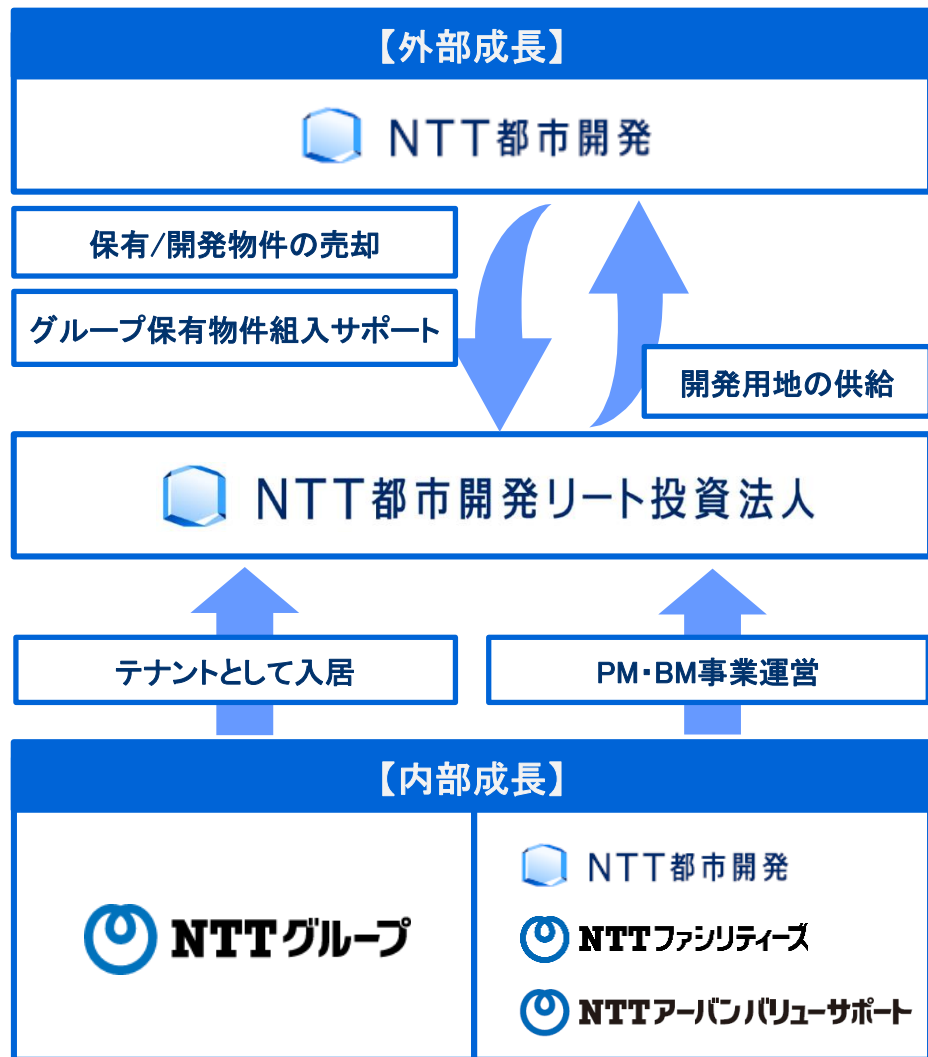 【外部成長】
NTT都市開発
保有/開発物件の売却
グループ保有物件組入サポート
開発用地の供給
NTT都市開発リート投資法人
テナントとして入居
PM・BM事業運営
【内部成長】
NTTグループ
NTT都市開発
NTTファシリティーズ
NTTアーバンバリューサポート